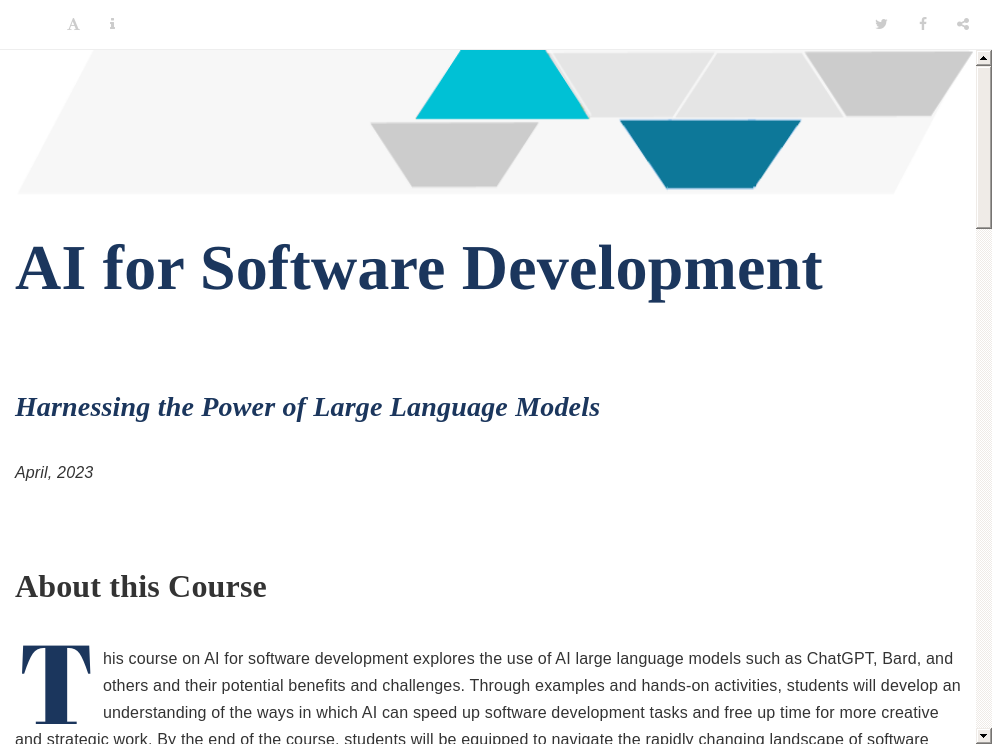 AI for Software Development
Harnessing the Power of Large Language Models
April, 2023
About this Course
This course on AI for software development explores the use of AI large language models such as ChatGPT, Bard, and
others and their potential benefits and challenges. Through examples and hands-on activities, students will develop an
understanding of the ways in which AI can speed up software development tasks and free up time for more creative
and strategic work. By the end of the course, students will be equipped to navigate the rapidly changing landscape of software